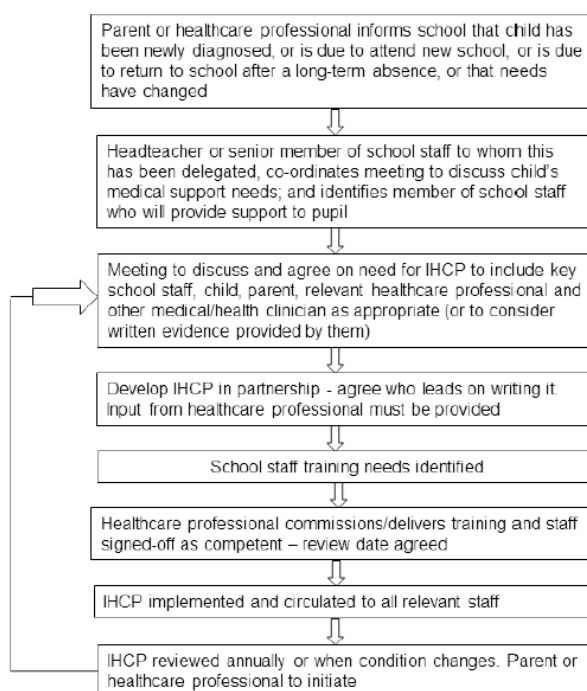 Parent or healthcare professional informs school that child has
been newly diagnosed, or is due to attend new school, or is due
to return to school after a long-term absence, or that needs
have changed
Headteacher or senior member of school staff to whom this
has been delegated, co-ordinates meeting to discuss child's
medical support needs; and identifies member of school staff
who will provide support to pupil
Meeting to discuss and agree on need for IHCP to include key
school staff, child, parent, relevant healthcare professional and
other medical/health clinician as appropriate (or to consider
written evidence provided by them)
Develop IHCP in partnership - agree who leads on writing it.
Input from healthcare professional must be provided
School staff training needs identified
Healthcare professional commissions/delivers training and staff
signed-off as competent – review date agreed
IHCP implemented and circulated to all relevant staff
IHCP reviewed annually or when condition changes. Parent or
healthcare professional to initiate